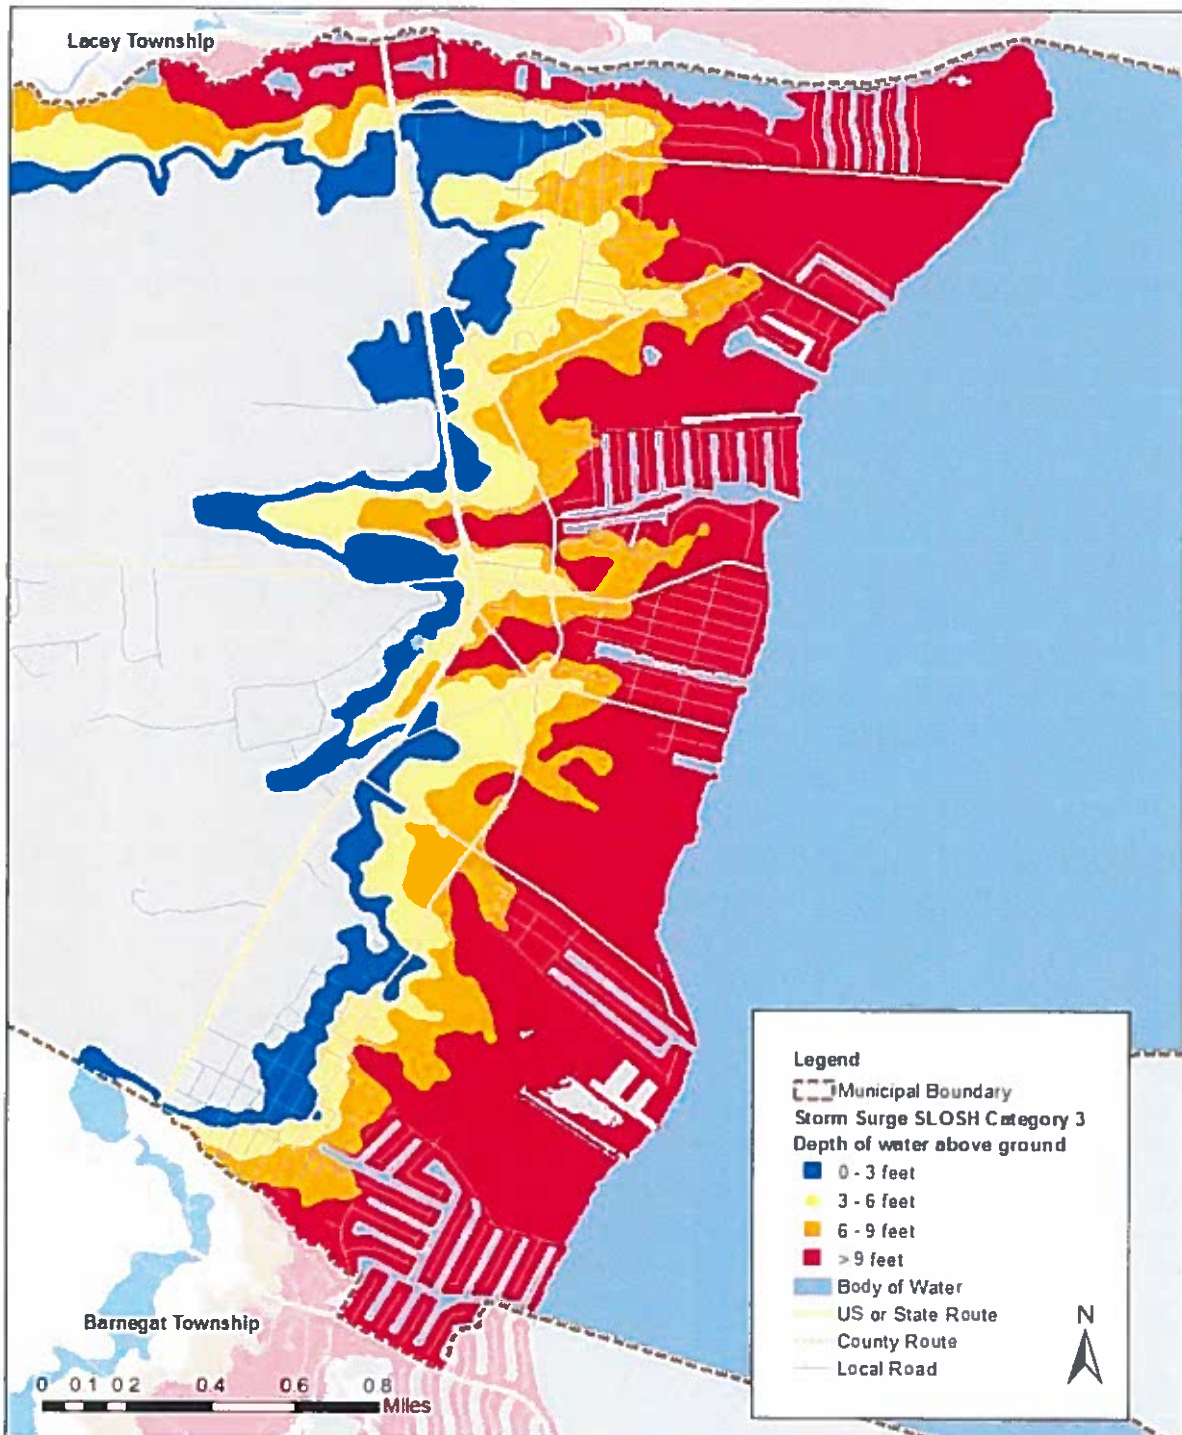 Lacey Township
Legend
Municipal Boundary
Storm Surge SLOSH Category 3
Depth of water above ground
0 - 3 feet
3 - 6 feet
6 - 9 feet
> 9 feet
Body of Water
US or State Route
County Route
Local Road
N
Barnegat Township
0 0.1 0.2 0.4 0.6 0.8
Miles